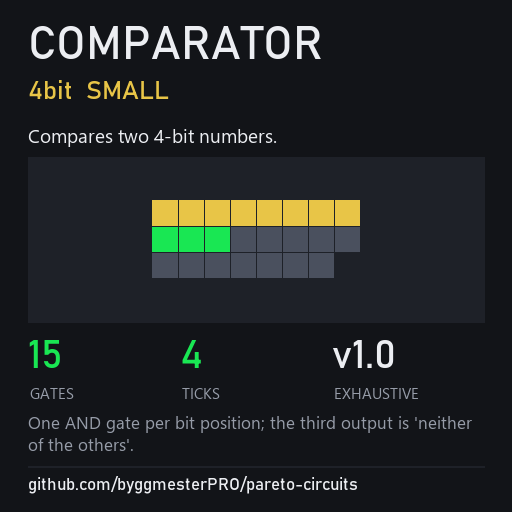 COMPARATOR
4bit SMALL
Compares two 4-bit numbers.
15 4 v1.0
GATES TICKS EXHAUSTIVE
One AND gate per bit position; the third output is 'neither
of the others'.
github.com/byggmesterPRO/pareto-circuits